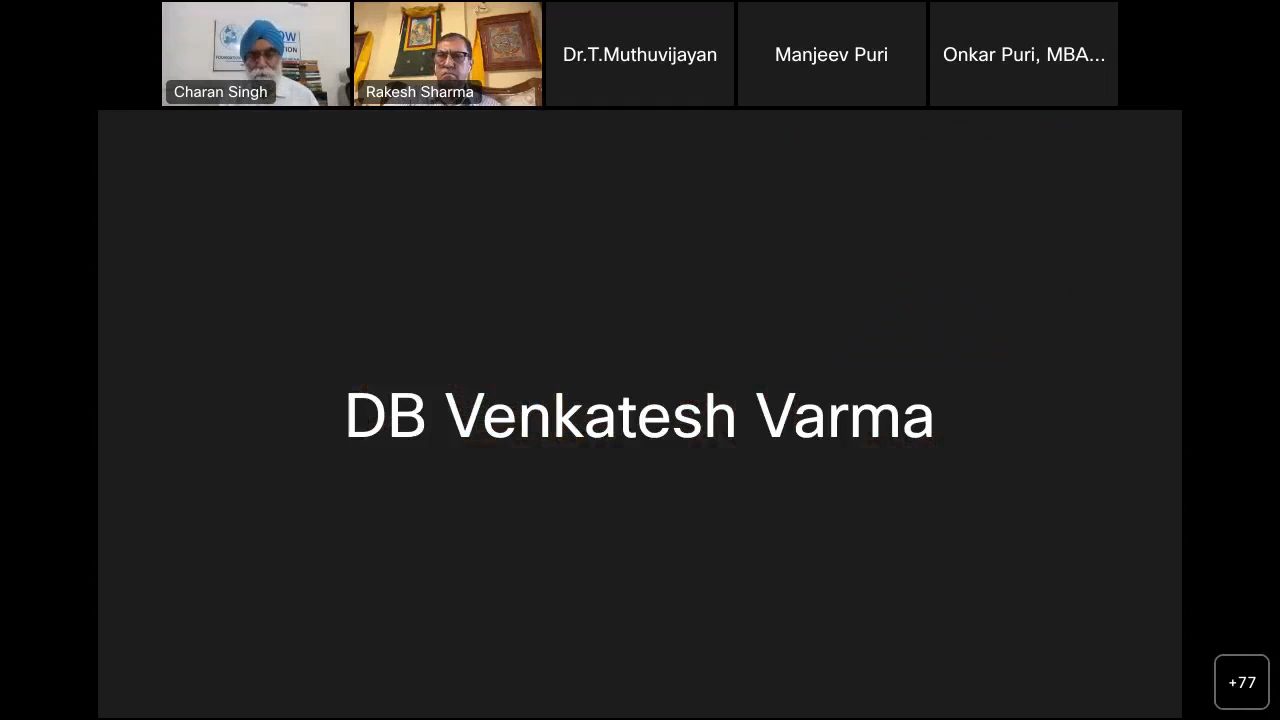 Charan Singh
Rakesh Sharma
Dr.T.Muthuvijayan
Manjeev Puri
Onkar Puri, MBA...
DB Venkatesh Varma
+77